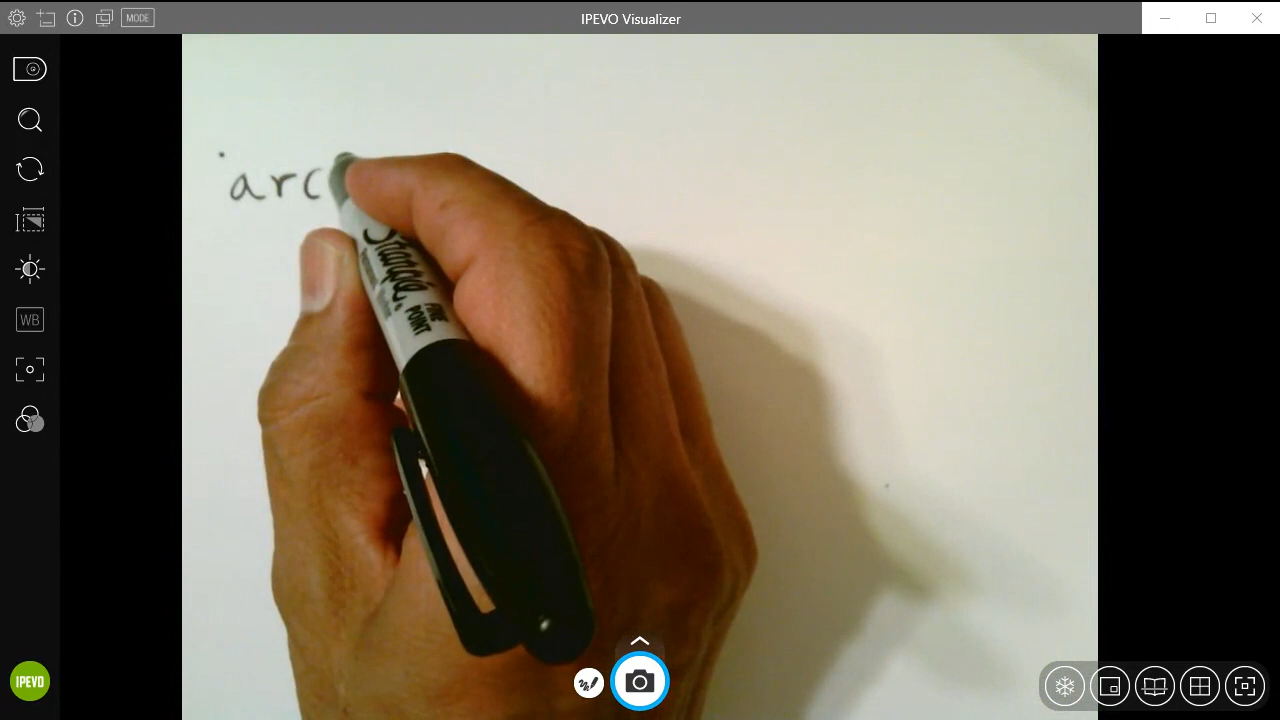 MODE
IPEVO Visualizer
WB
arc
Sharpie
FINE
POINT
IPEVO